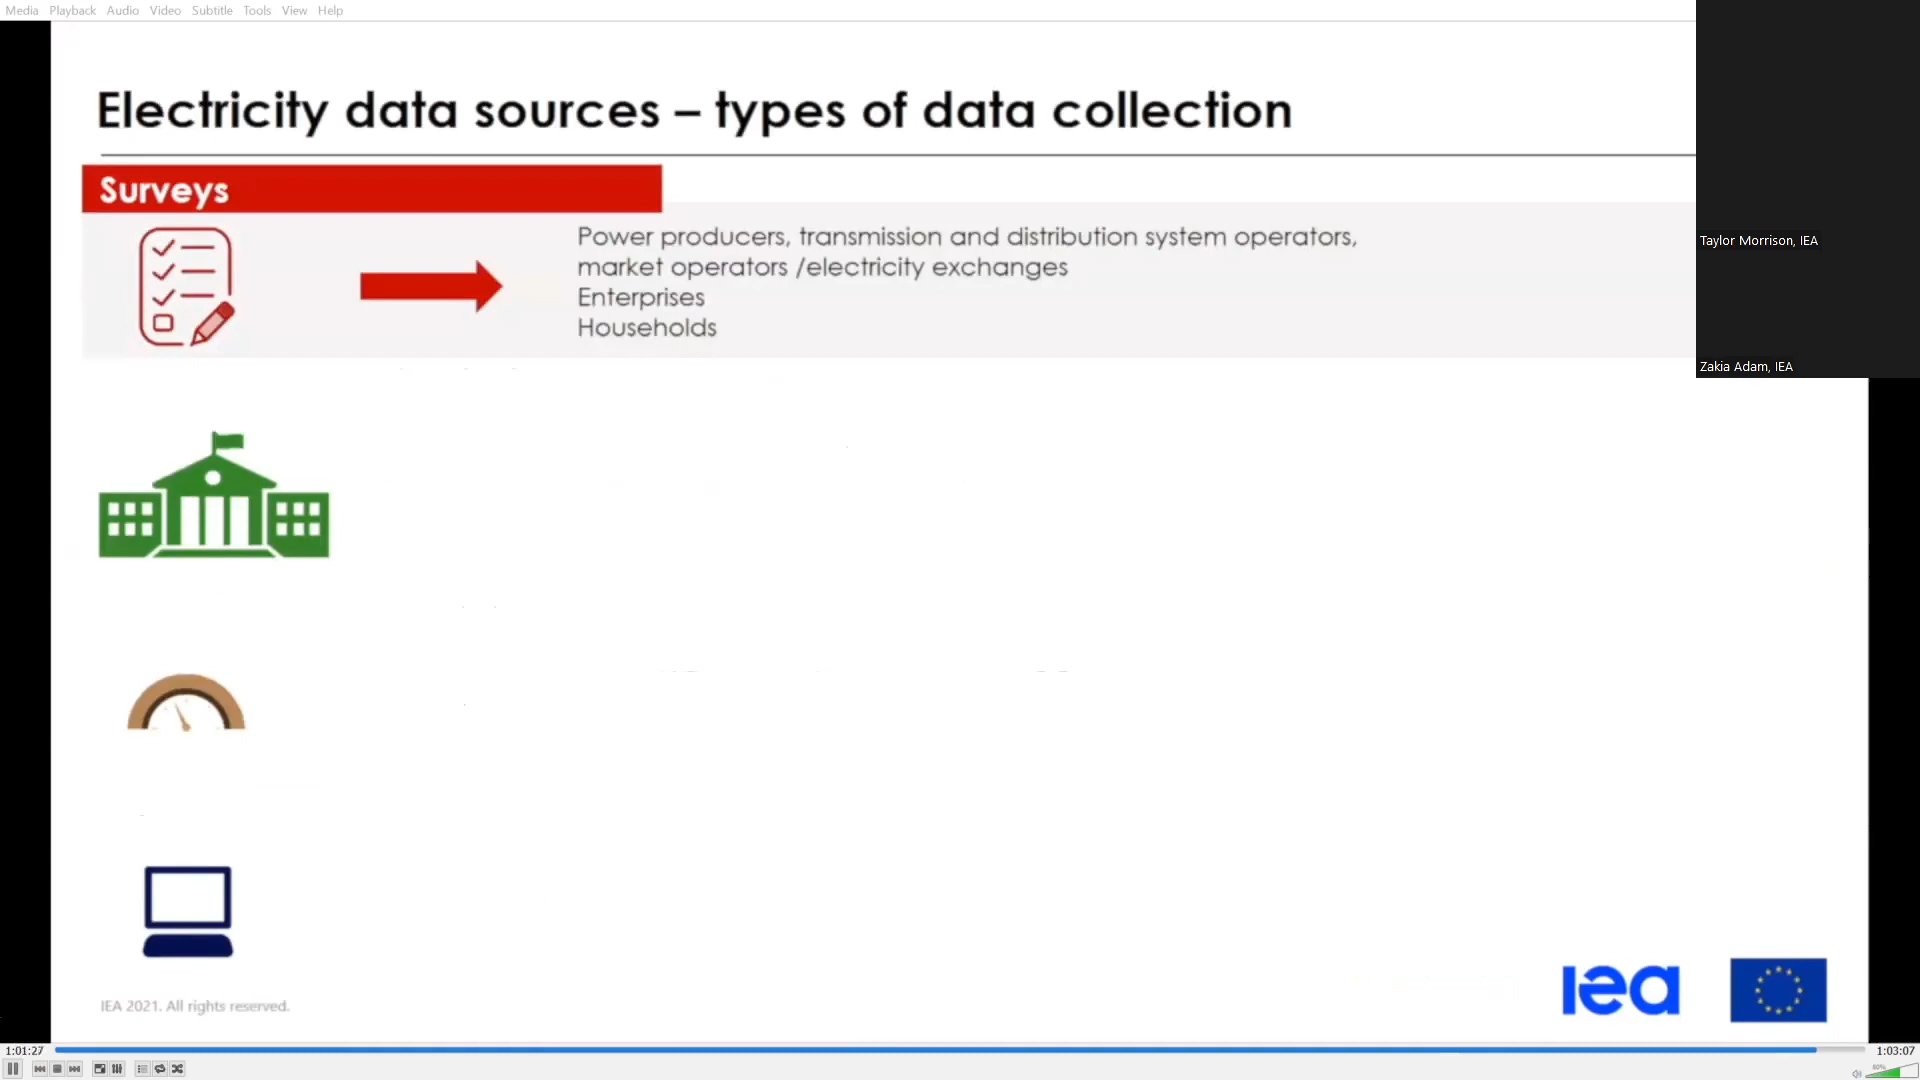 Media Playback Audio Video Subtitle Tools View Help
Electricity data sources – types of data collection
Surveys
Power producers, transmission and distribution system operators,
market operators /electricity exchanges
Enterprises
Households
Taylor Morrison, IEA
Zakia Adam, IEA
IEA 2021. All rights reserved.
iea
1:01:27
1:03:07
80%